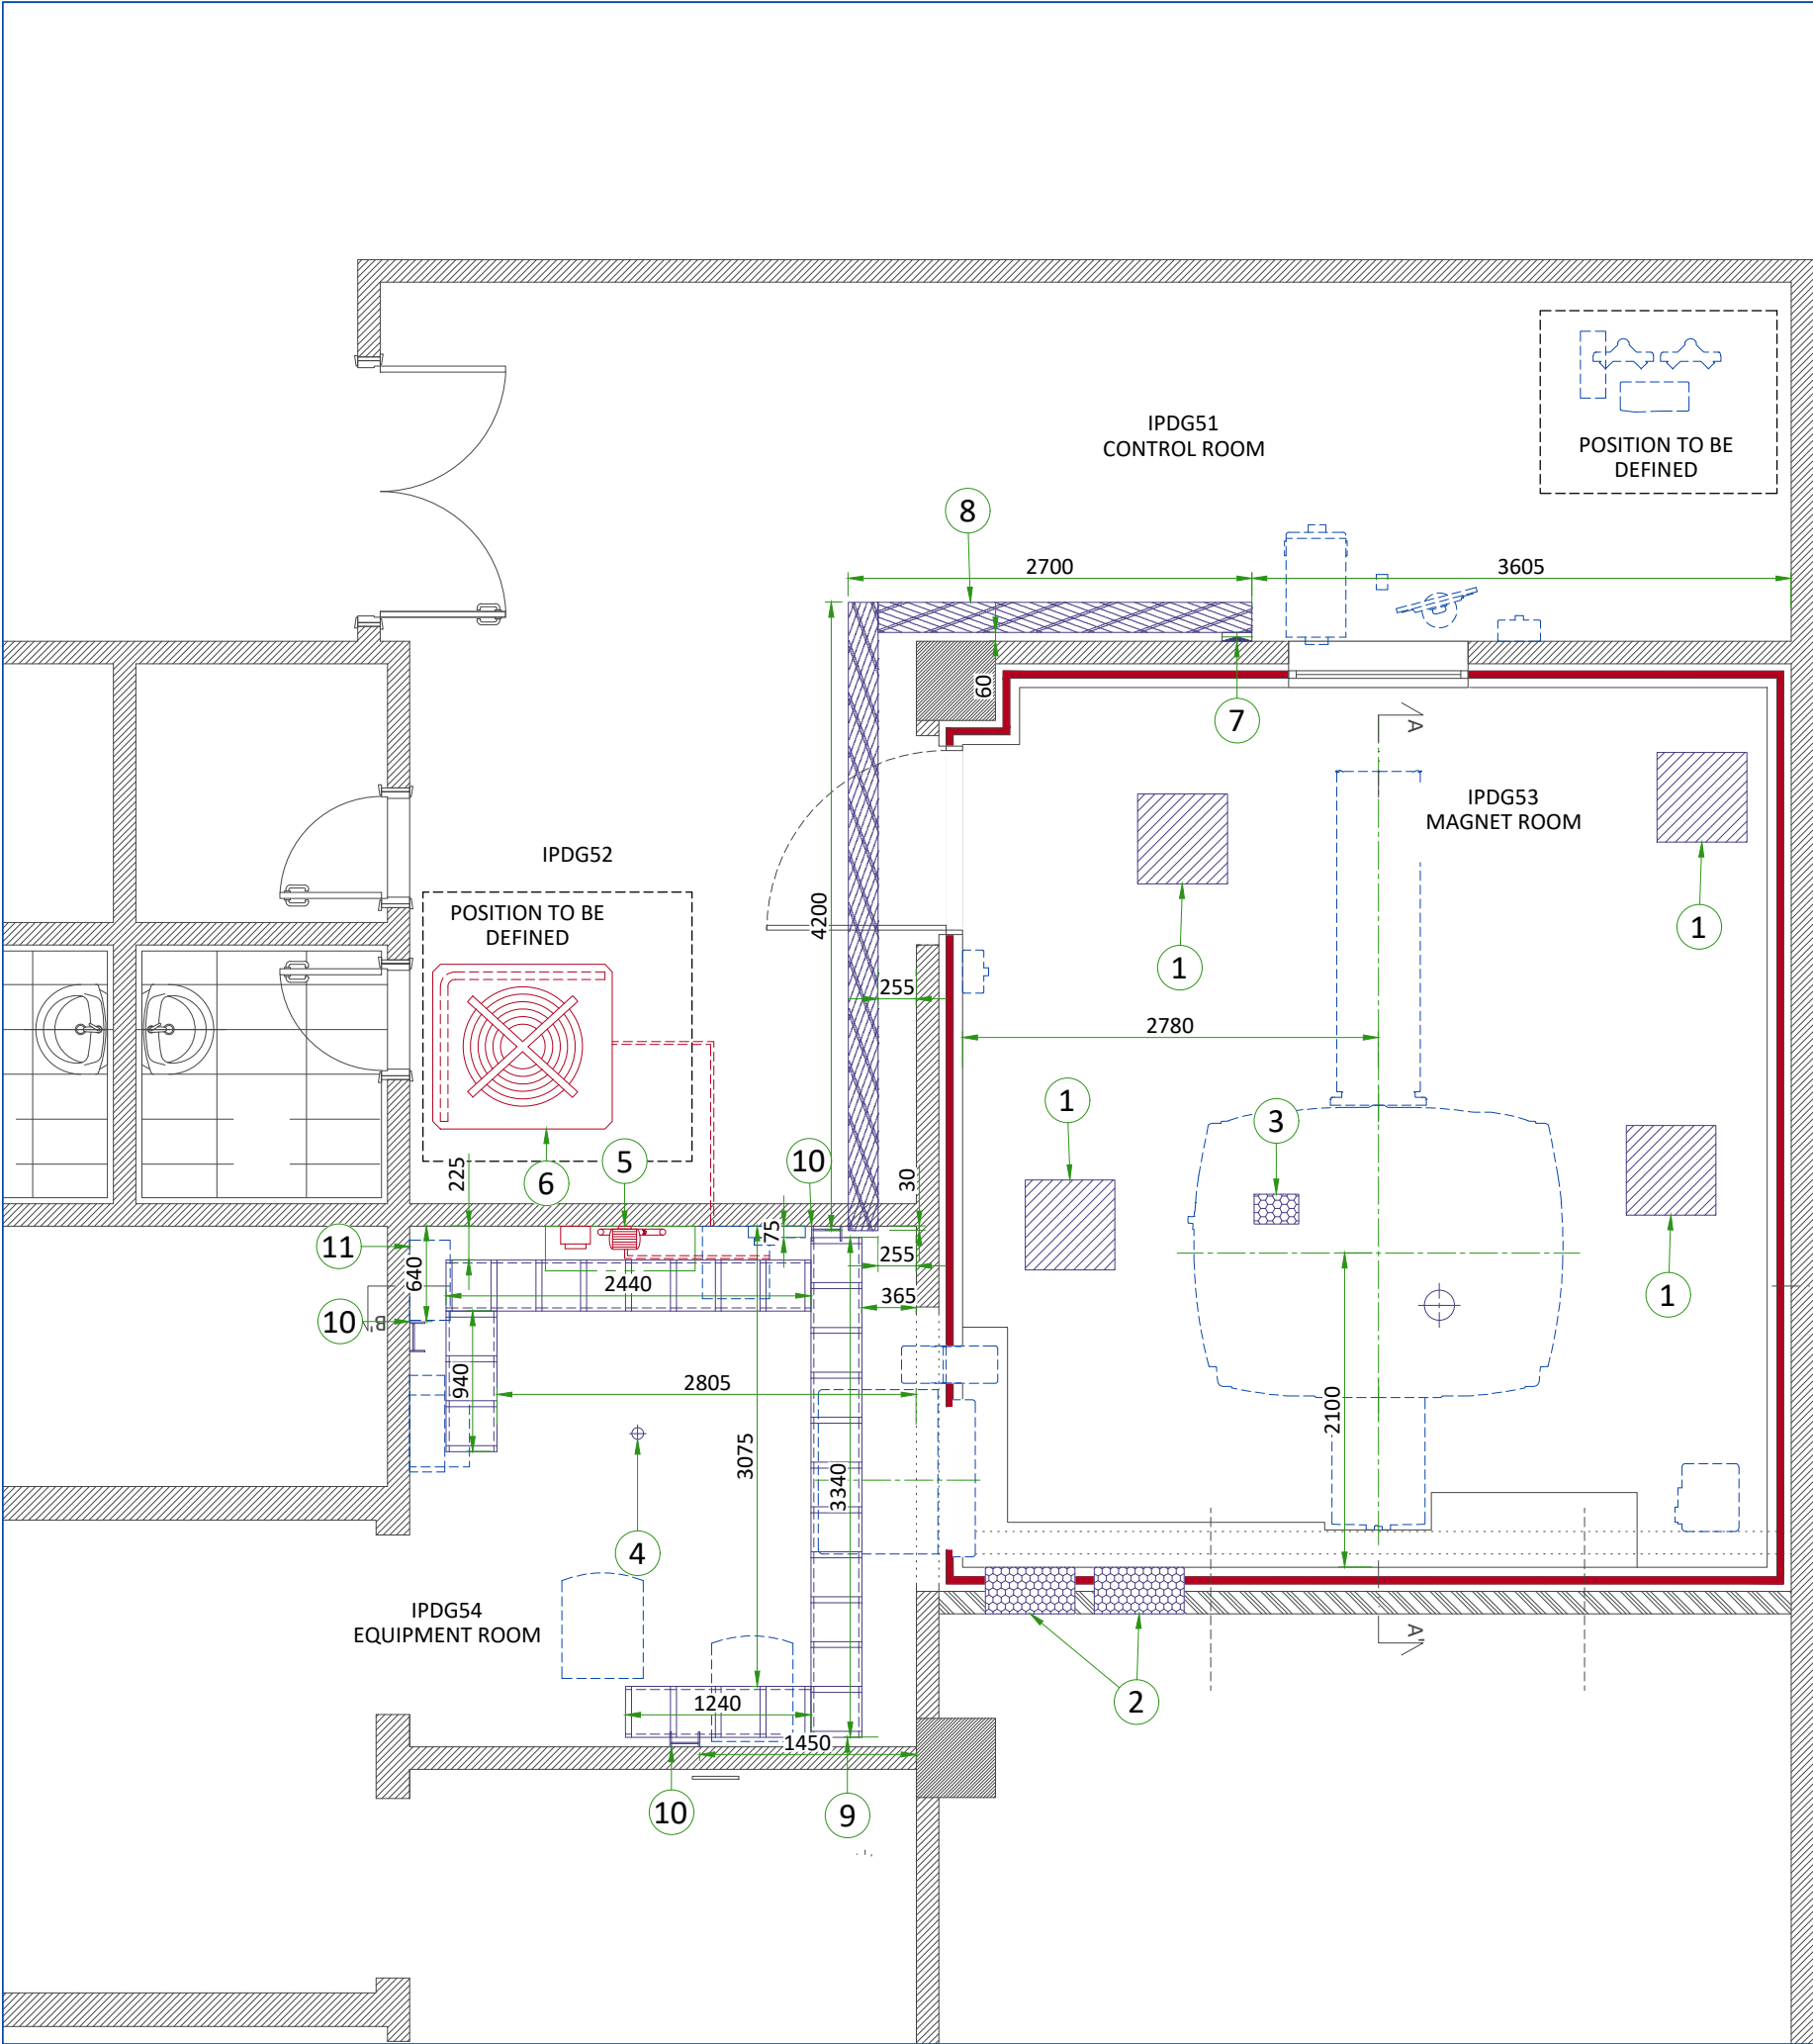 IPDG51
CONTROL ROOM
POSITION TO BE
DEFINED
8
2700
3605
60
7
A
IPDG53
MAGNET ROOM
IPDG52
POSITION TO BE
DEFINED
4200
1
1
255
2780
1
3
225
6
5
10
30
75
11
640
2440
255
365
1
10
B'
940
2805
2100
3075
3340
4
IPDG54
EQUIPMENT ROOM
A'
2
1240
1450
10
9